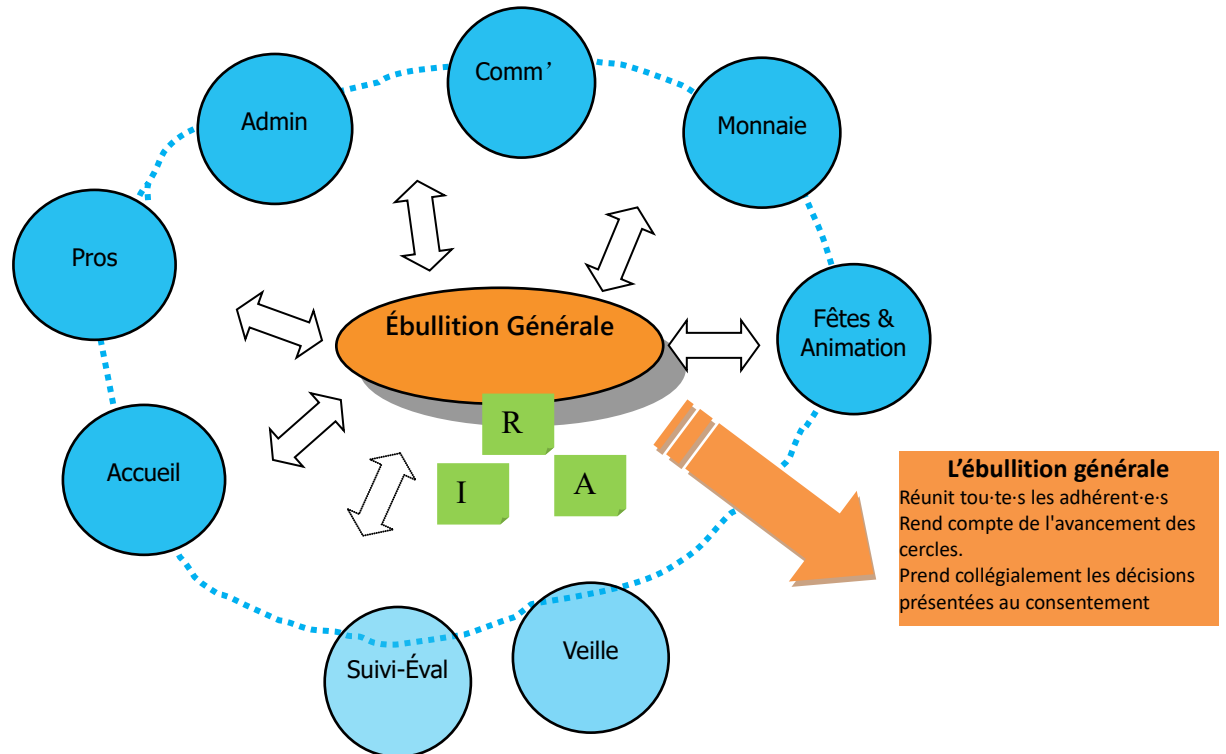 Comm’
Admin
Monnaie
Pros
Fêtes &
Animation
Ébullition Générale
R
I
A
Accueil
L'ébullition générale
Réunit tou·te·s les adhérent·e·s
Rend compte de l'avancement des
cercles.
Prend collégialement les décisions
présentées au consentement
Suivi-Éval
Veille